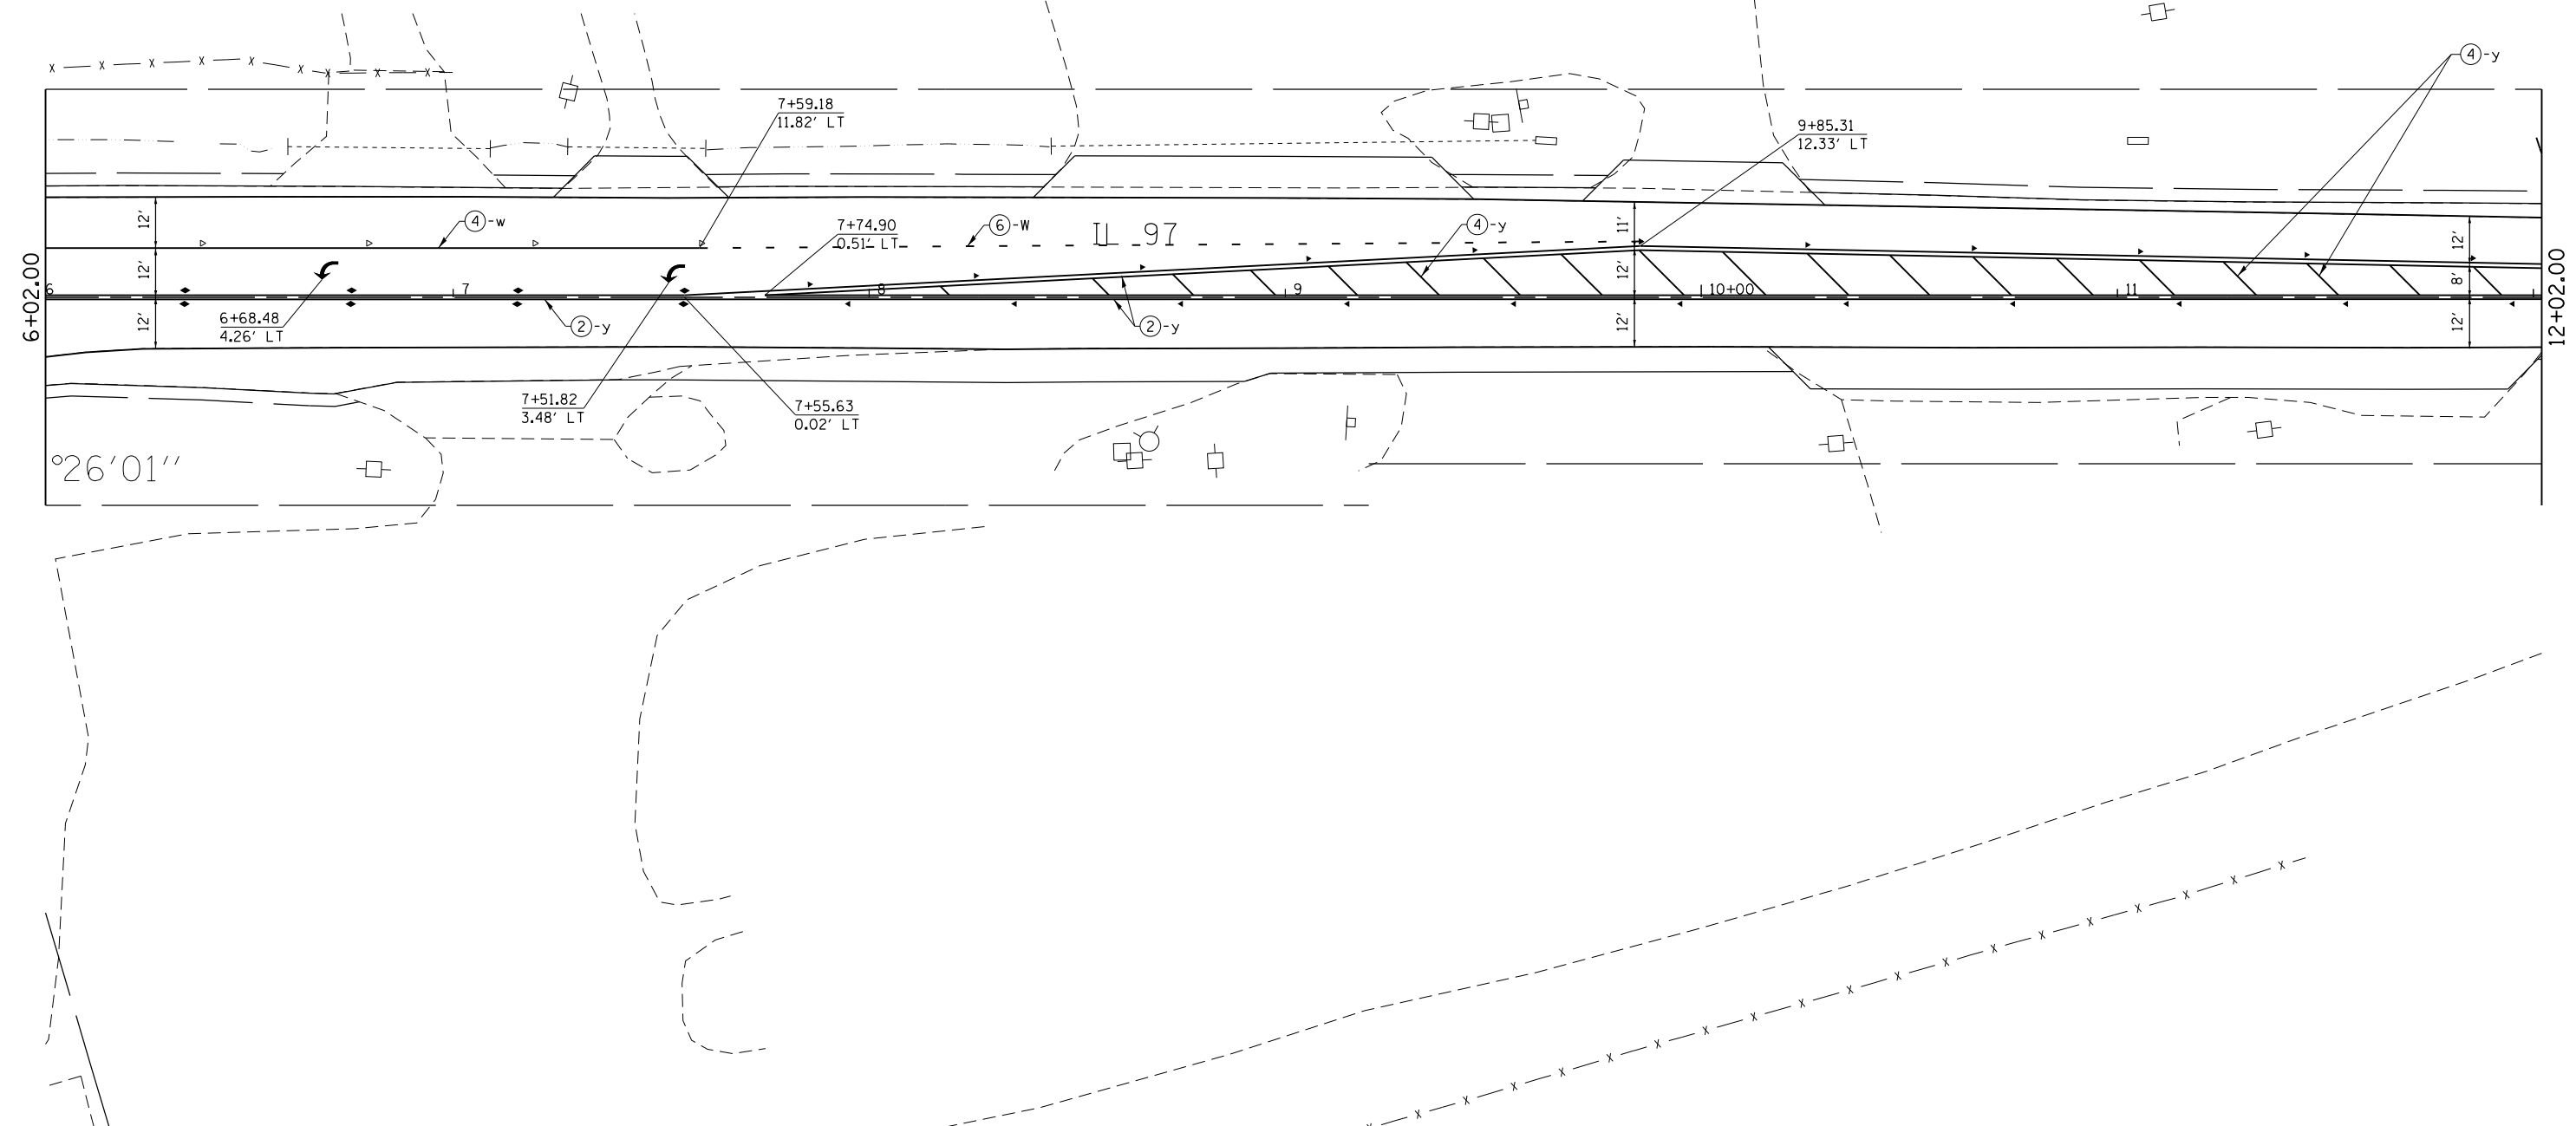 4-y
7+59.18
11.82' LT
9+85.31
12.33' LT
12'
4-w
7+74.90
0.51' LT
6-W
IL 97
4-y
11'
12'
12'
12'
8'
6+02.00
6
7
8
9
10+00
11
12+02.00
12'
6+68.48
4.26' LT
2-y
2-y
12'
12'
7+51.82
3.48' LT
7+55.63
0.02' LT
°26'01''